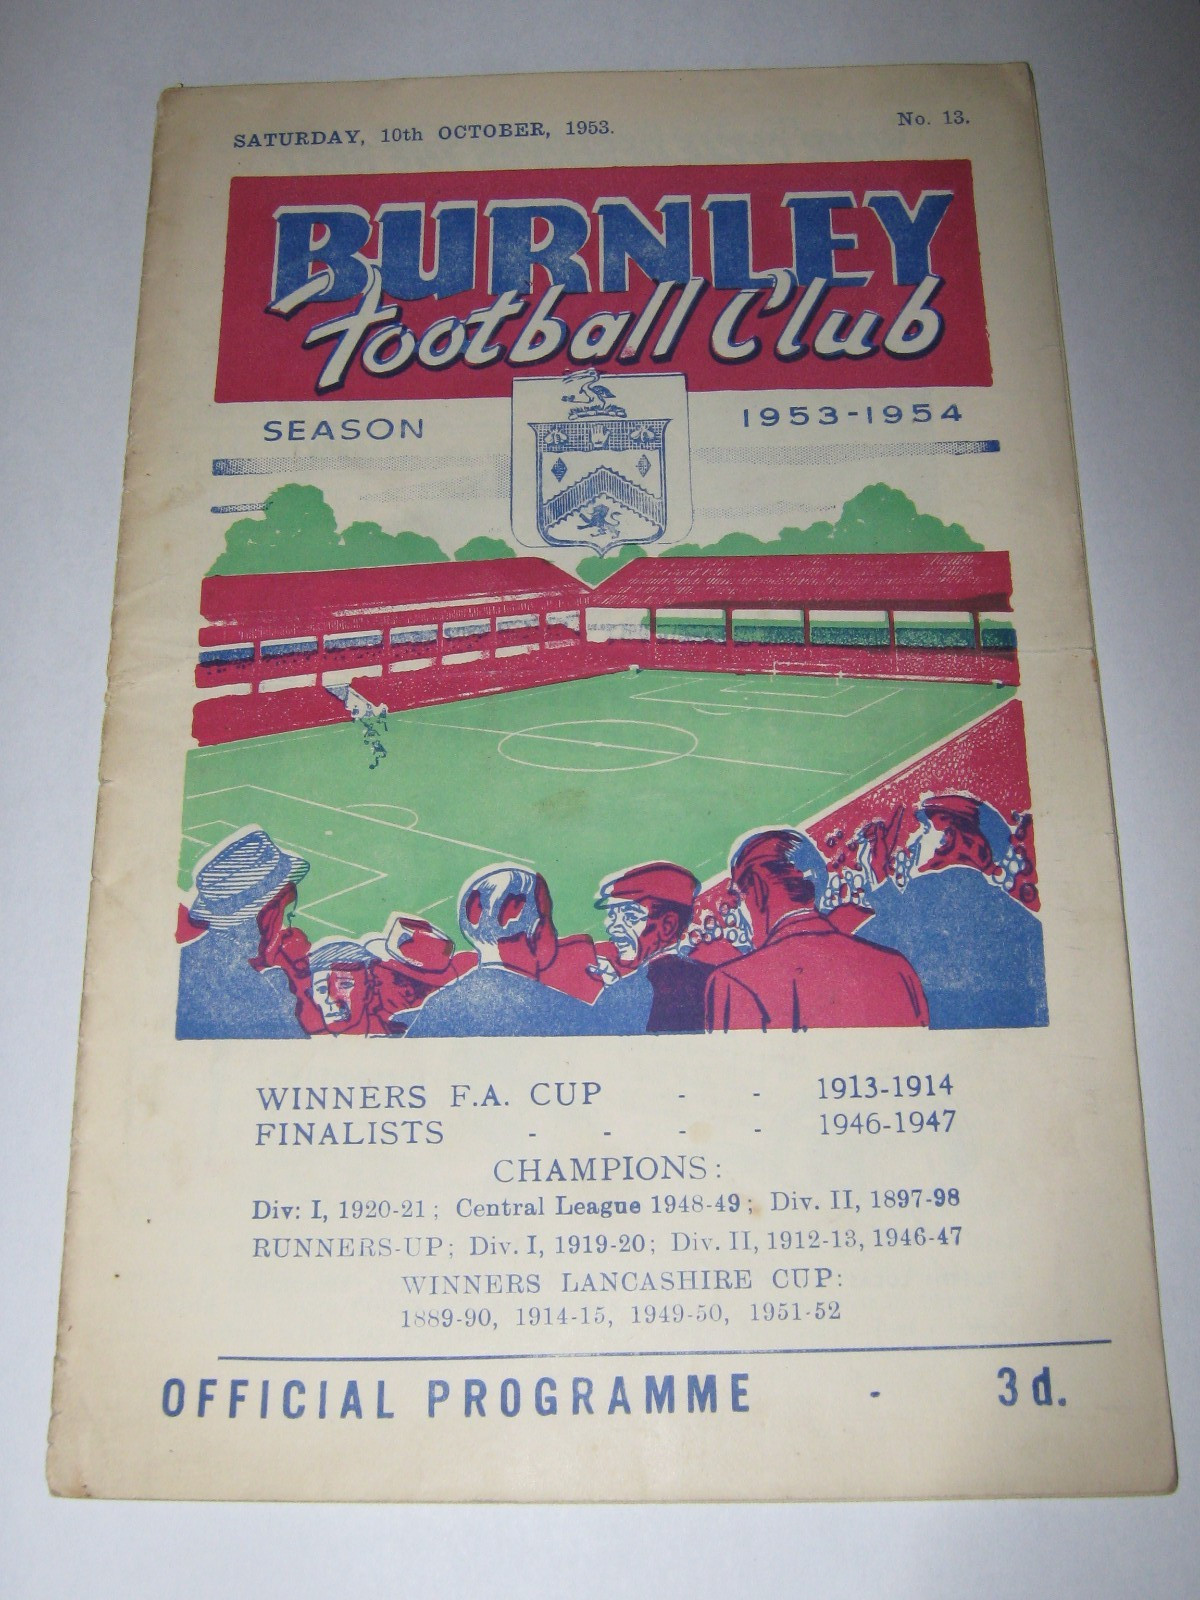 SATURDAY, 10th OCTOBER, 1953.
No. 13.
BURNLEY
Football Club
SEASON
1953-1954
WINNERS F.A. CUP - - 1913-1914
FINALISTS - - - - 1946-1947
CHAMPIONS:
Div: I, 1920-21; Central League 1948-49; Div. II, 1897-98
RUNNERS-UP; Div. I, 1919-20; Div. II, 1912-13, 1946-47
WINNERS LANCASHIRE CUP:
1889-90, 1914-15, 1949-50, 1951-52
OFFICIAL PROGRAMME - 3d.